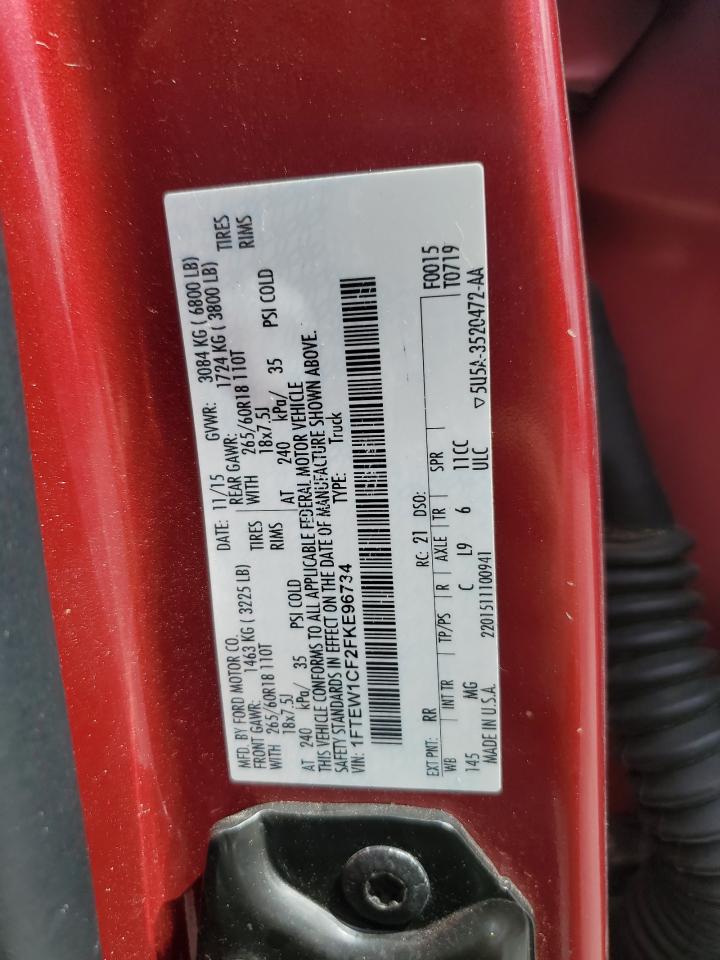 MFD. BY FORD MOTOR CO.
DATE: 11/15 GVWR: 3084 KG ( 6800 LB)
FRONT GAWR: 1463 KG ( 3225 LB) REAR GAWR: 1724 KG ( 3800 LB)
WITH 265/60R18 110T TIRES WITH 265/60R18 110T TIRES
18x7.5J RIMS 18x7.5J RIMS
AT 240 kPa/ 35 PSI COLD AT 240 kPa/ 35 PSI COLD
THIS VEHICLE CONFORMS TO ALL APPLICABLE FEDERAL MOTOR VEHICLE
SAFETY STANDARDS IN EFFECT ON THE DATE OF MANUFACTURE SHOWN ABOVE.
VIN: 1FTEW1CF2FKE96734 TYPE: Truck
EXT PNT: RR RC: 21 DSO: F0015
WB INT TR TP/PS R AXLE TR SPR T0719
145 MG C L9 6 11CC
2201511100941 ULC
MADE IN U.S.A. ▽5U5A-3520472-AA